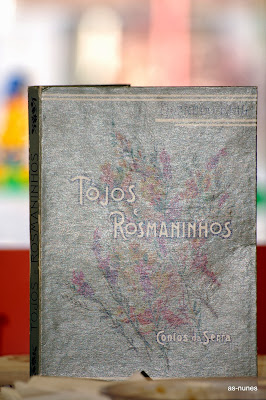 TOJOS
E
ROSMANINHOS
Contos da Serra
TOJOS E ROSMANINHOS
as-nunes